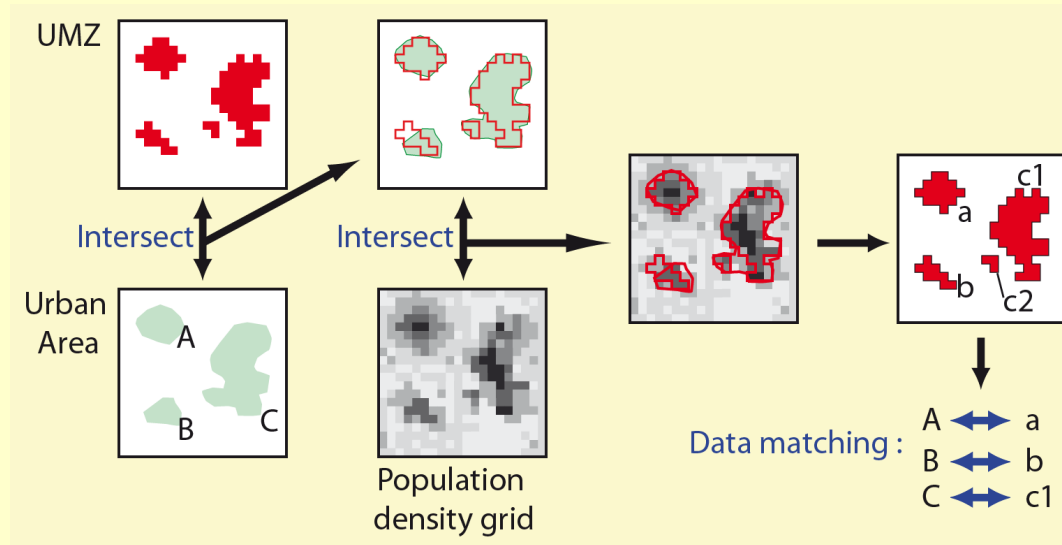 UMZ
Intersect
Urban
Area
A
B
C
Intersect
Population
density grid
c1
a
b
c2
Data matching :
A a
B b
C c1